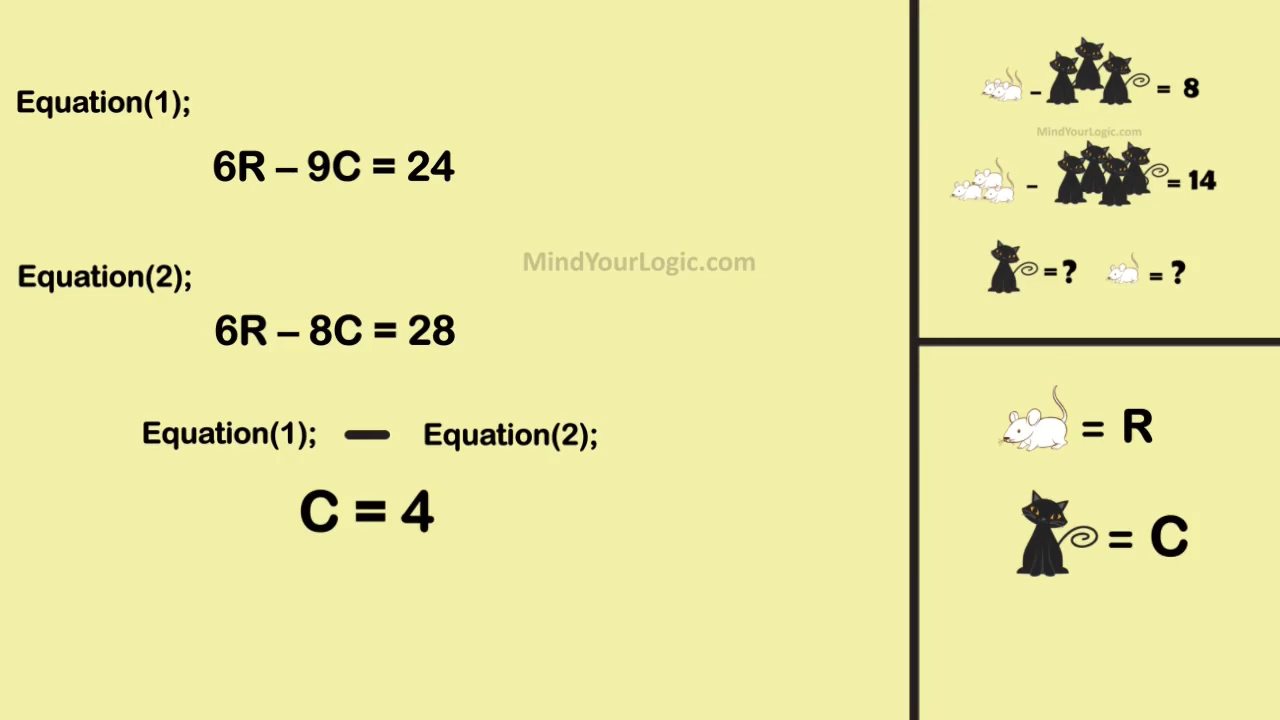 Equation(1);
6R – 9C = 24
Equation(2);
6R – 8C = 28
MindYourLogic.com
Equation(1); – Equation(2);
C = 4
– = 8
MindYourLogic.com
– = 14
= ? = ?
= R
= C